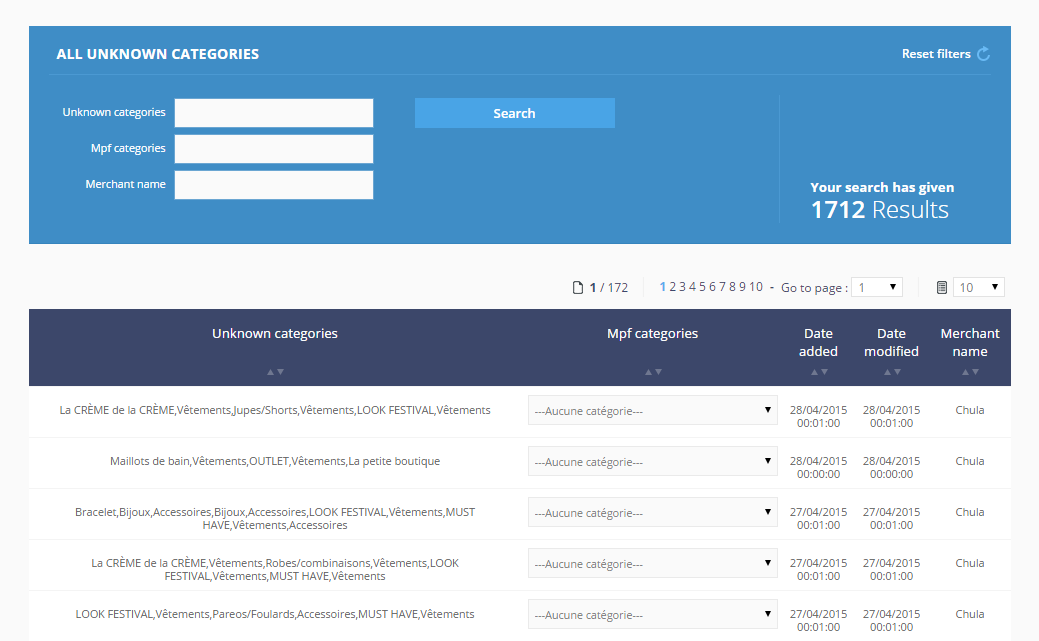 ALL UNKNOWN CATEGORIES
Reset filters
Unknown categories
Search
Mpf categories
Merchant name
Your search has given
1712 Results
1 / 172
1 2 3 4 5 6 7 8 9 10 - Go to page : 1
10
Unknown categories
Mpf categories
Date added
Date modified
Merchant name
La CRÈME de la CRÈME,Vêtements,Jupes/Shorts,Vêtements,LOOK FESTIVAL,Vêtements
---Aucune catégorie---
28/04/2015
00:01:00
28/04/2015
00:01:00
Chula
Maillots de bain,Vêtements,OUTLET,Vêtements,La petite boutique
---Aucune catégorie---
28/04/2015
00:00:00
28/04/2015
00:00:00
Chula
Bracelet,Bijoux,Accessoires,Bijoux,Accessoires,LOOK FESTIVAL,Vêtements,MUST
HAVE,Vêtements,Accessoires
---Aucune catégorie---
27/04/2015
00:01:00
27/04/2015
00:01:00
Chula
La CRÈME de la CRÈME,Vêtements,Robes/combinaisons,Vêtements,LOOK
FESTIVAL,Vêtements,MUST HAVE,Vêtements
---Aucune catégorie---
27/04/2015
00:01:00
27/04/2015
00:01:00
Chula
LOOK FESTIVAL,Vêtements,Pareos/Foulards,Accessoires,MUST HAVE,Vêtements
---Aucune catégorie---
27/04/2015
00:01:00
27/04/2015
00:01:00
Chula